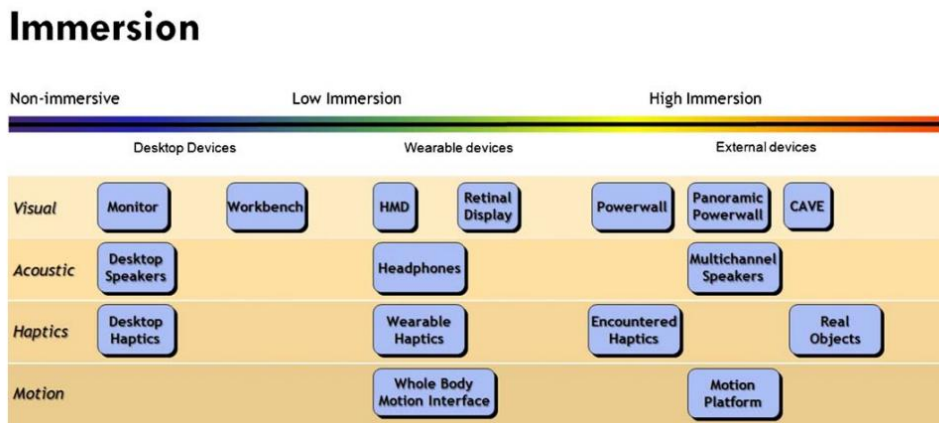 Immersion
Non-immersive Low Immersion High Immersion
Desktop Devices Wearable devices External devices
Visual Monitor Workbench HMD Retinal Display Powerwall Panoramic Powerwall CAVE
Acoustic Desktop Speakers Headphones Multichannel Speakers
Haptics Desktop Haptics Wearable Haptics Encountered Haptics Real Objects
Motion Whole Body Motion Interface Motion Platform